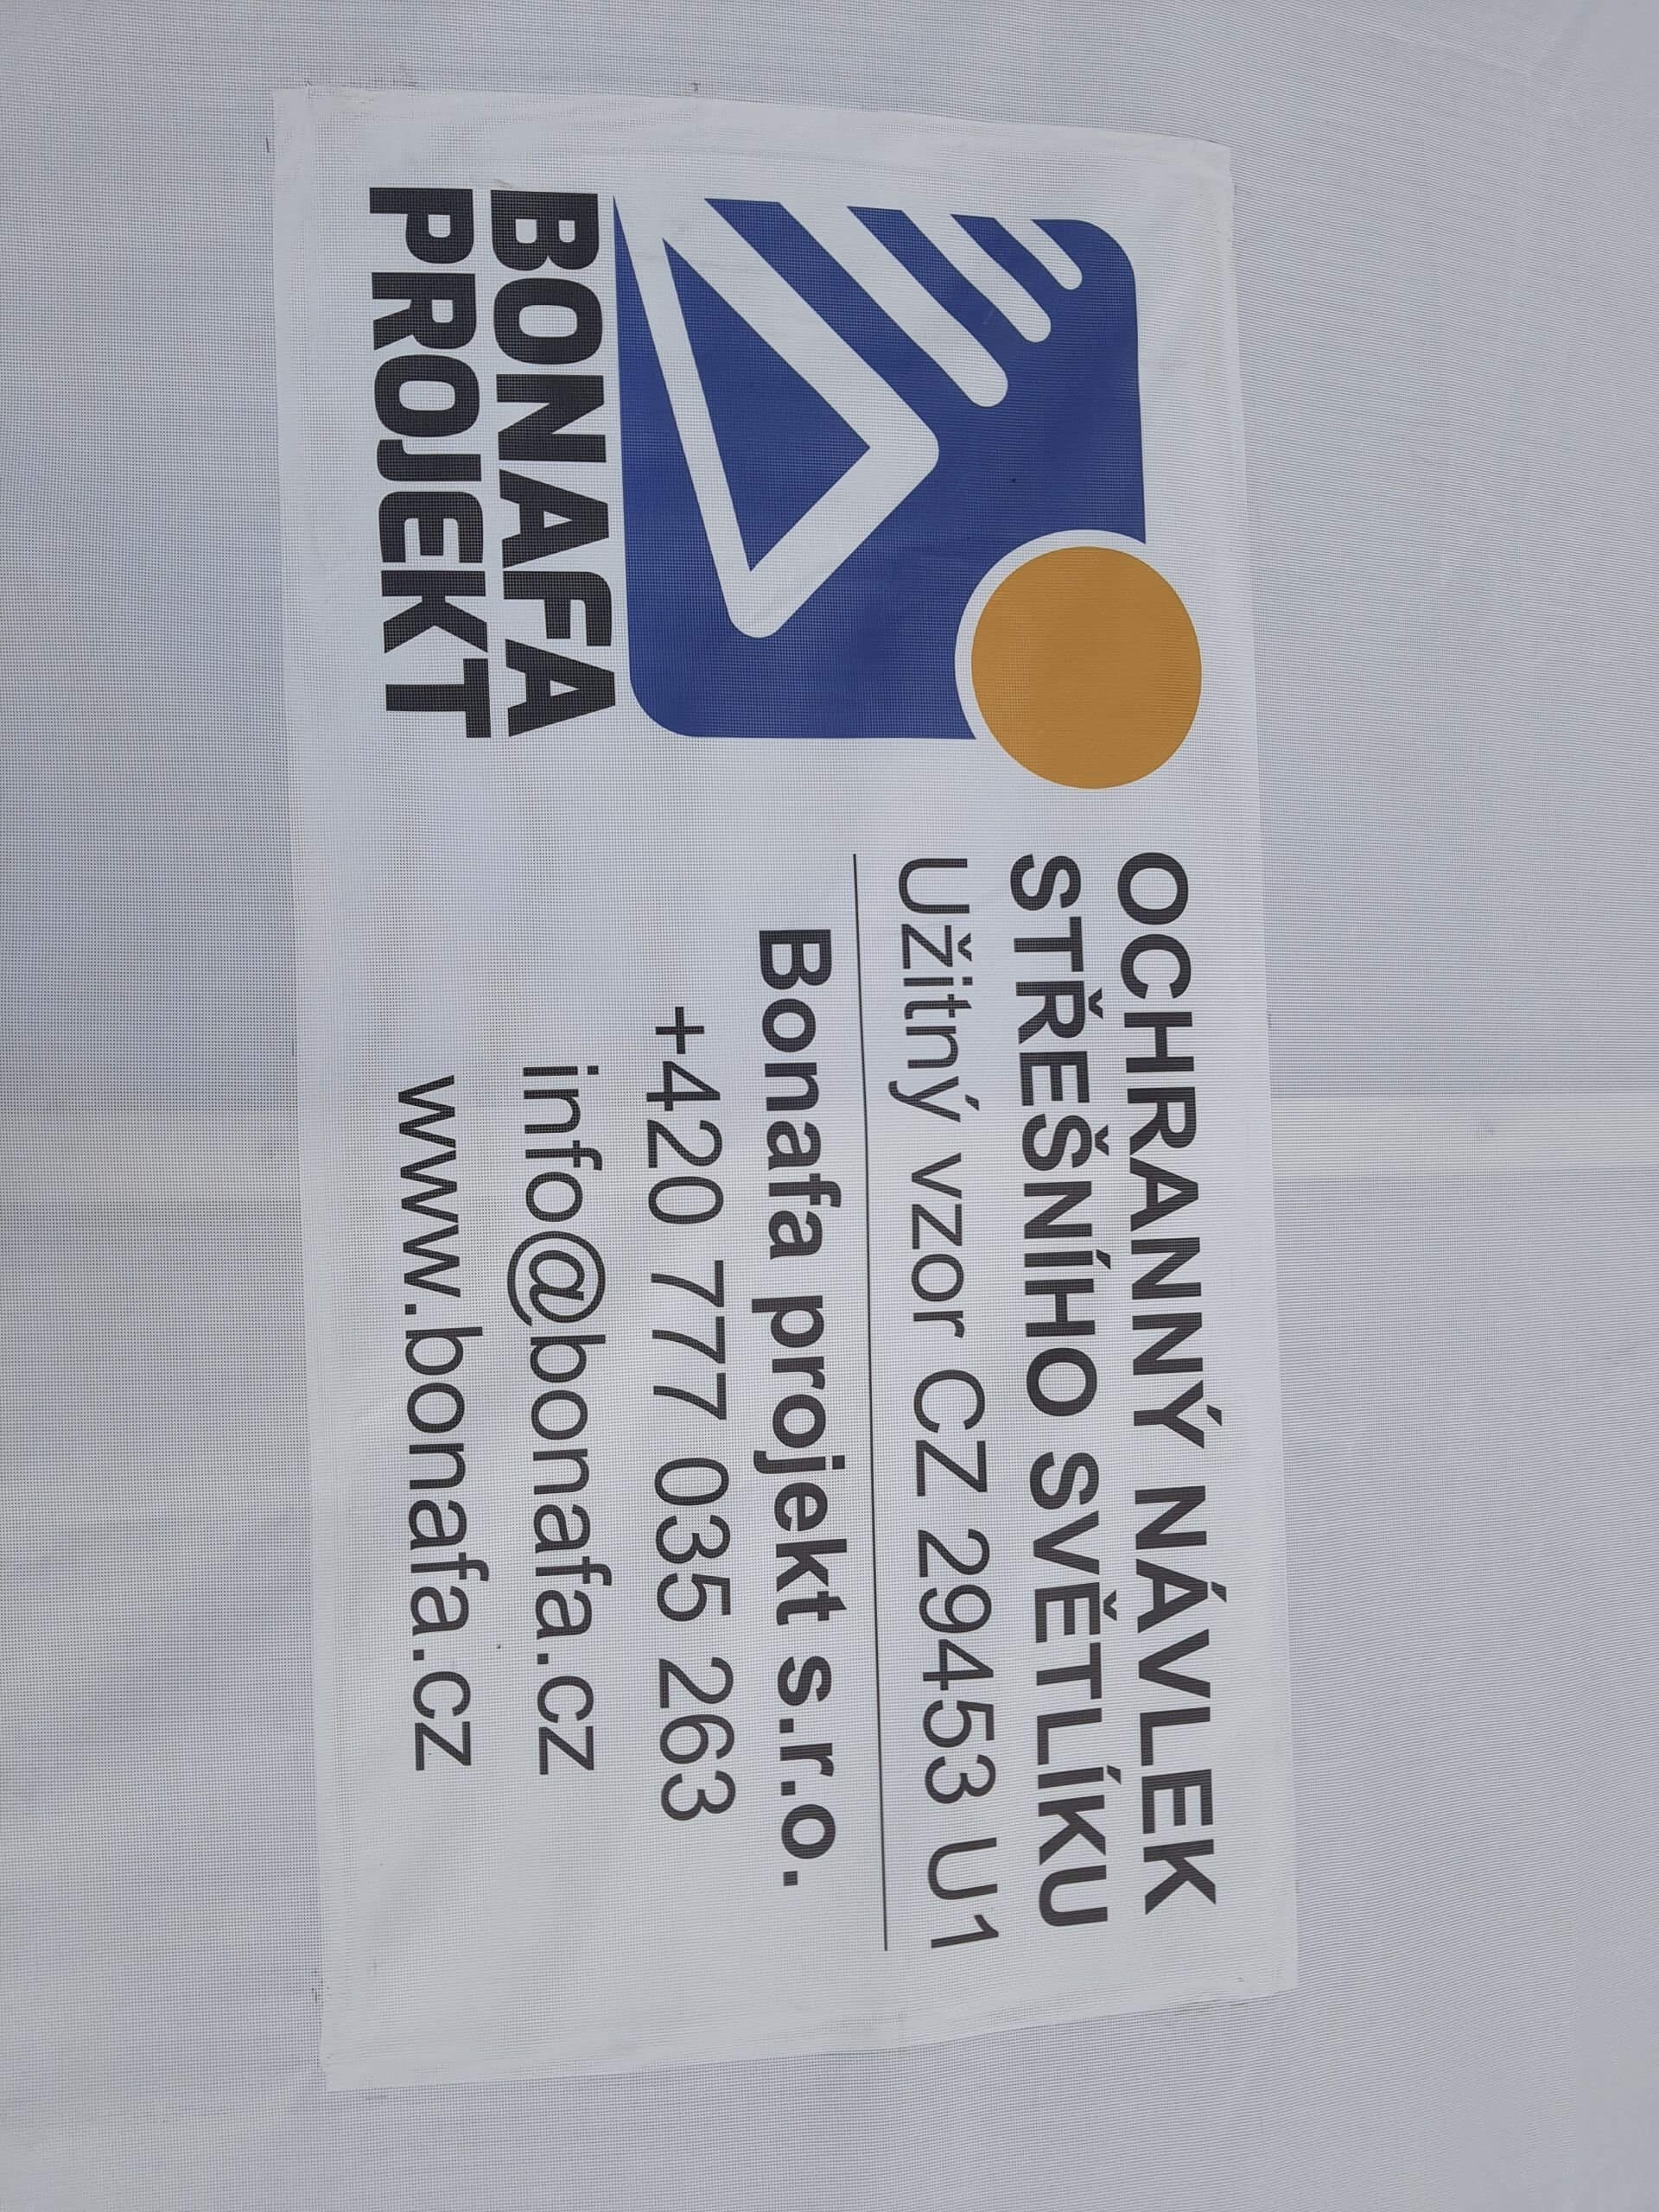 BONAFA
PROJEKT
OCHRANNÝ NÁVLEK
STŘEŠNÍHO SVĚTLÍKU
Užitný vzor CZ 29453 U1
Bonafa projekt s.r.o.
+420 777 035 263
info@bonafa.cz
www.bonafa.cz